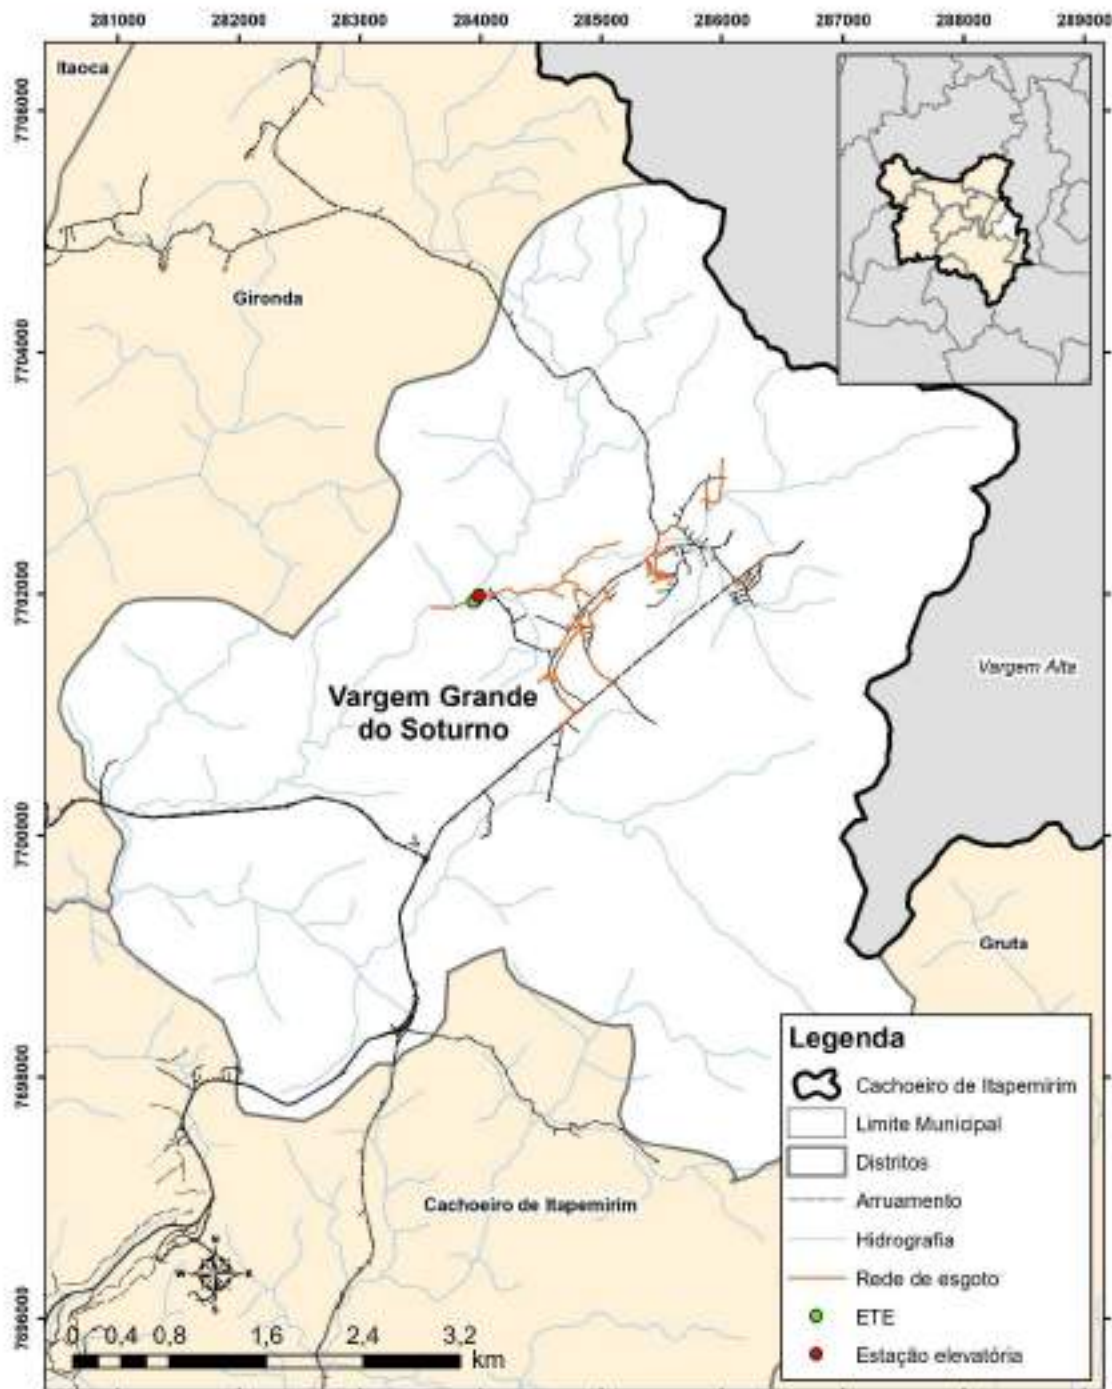 281000 282000 283000 284000 285000 286000 287000 288000 289000
Itaoca
7706000
Gironda
7704000
7702000
Vargem Grande
do Soturno
Vargem Alta
7700000
Gruta
Legenda
Cachoeiro de Itapemirim
Limite Municipal
Distritos
Arruamento
Hidrografia
Rede de esgoto
ETE
Estação elevatória
7698000
Cachoeiro de Itapemirim
N
W E
S
7696000
0 0,4 0,8 1,6 2,4 3,2
km